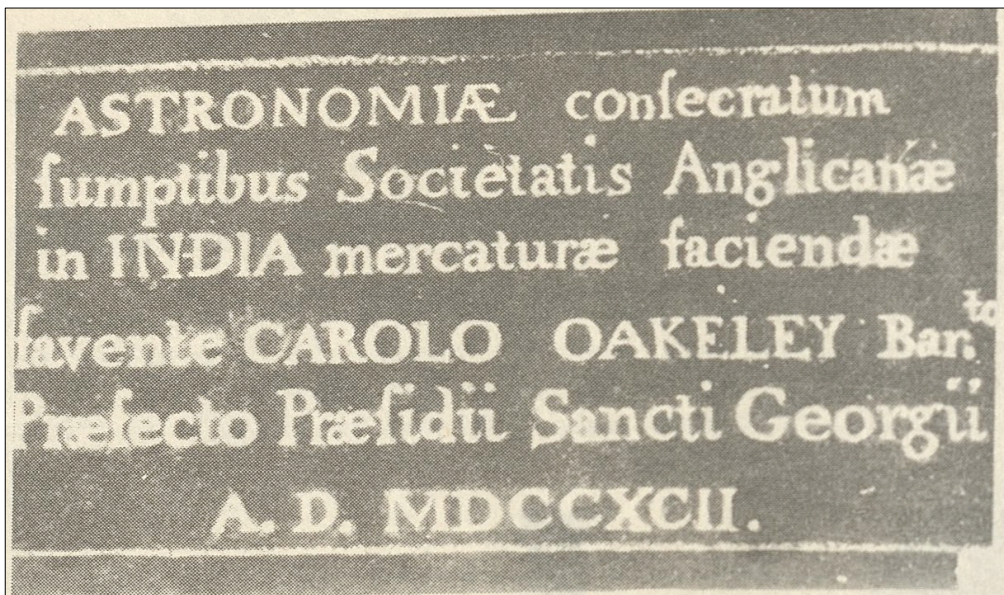 ASTRONOMIÆ conſecratum
ſumptibus Societatis Anglicanæ
in INDIA mercaturæ faciendæ
favente CAROLO OAKELEY Bar.to
Præfecto Præſidii Sancti Georgii
A. D. MDCCXCII.